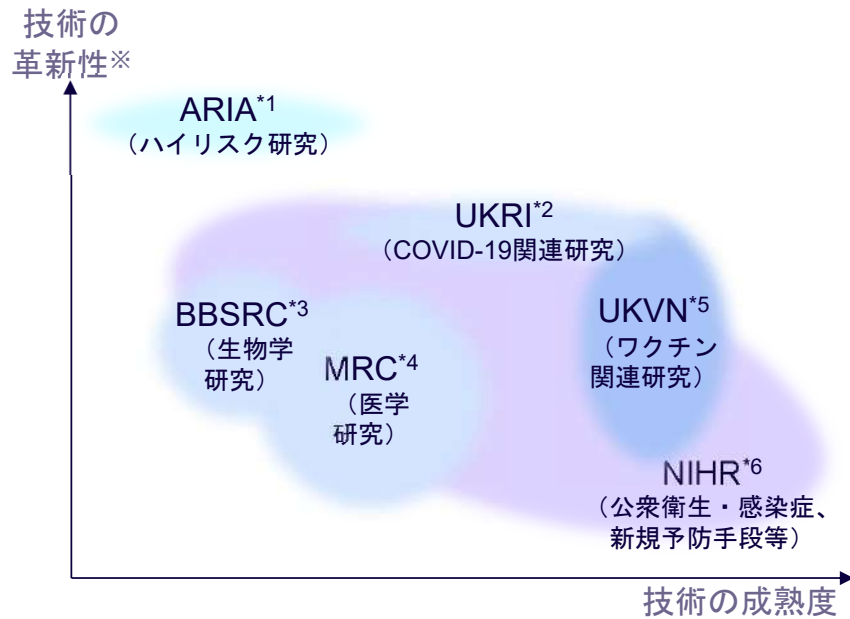 技術の
革新性※
ARIA*1
（ハイリスク研究）
UKRI*2
（COVID-19関連研究）
BBSRC*3
（生物学
研究）
MRC*4
（医学
研究）
UKVN*5
（ワクチン
関連研究）
NIHR*6
（公衆衛生・感染症、
新規予防手段等）
技術の成熟度